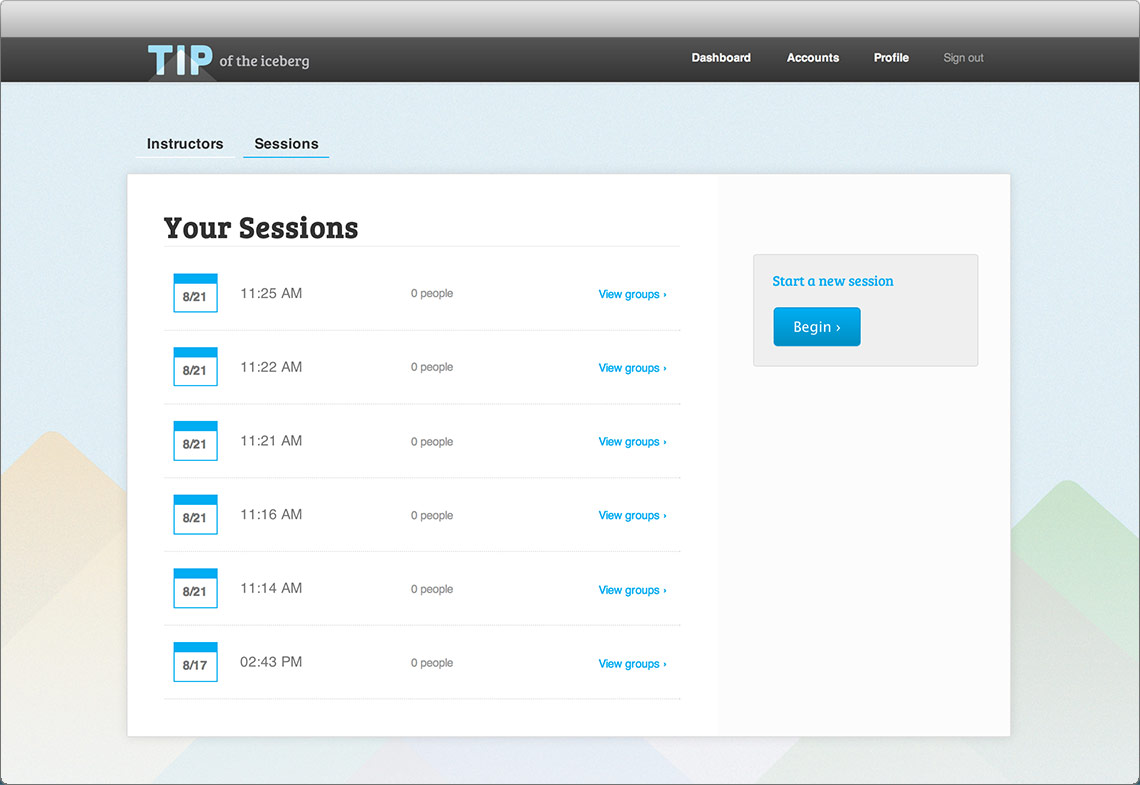 TIP of the iceberg
Dashboard Accounts Profile Sign out
Instructors Sessions
Your Sessions
8/21 11:25 AM 0 people View groups ›
8/21 11:22 AM 0 people View groups ›
8/21 11:21 AM 0 people View groups ›
8/21 11:16 AM 0 people View groups ›
8/21 11:14 AM 0 people View groups ›
8/17 02:43 PM 0 people View groups ›
Start a new session
Begin ›